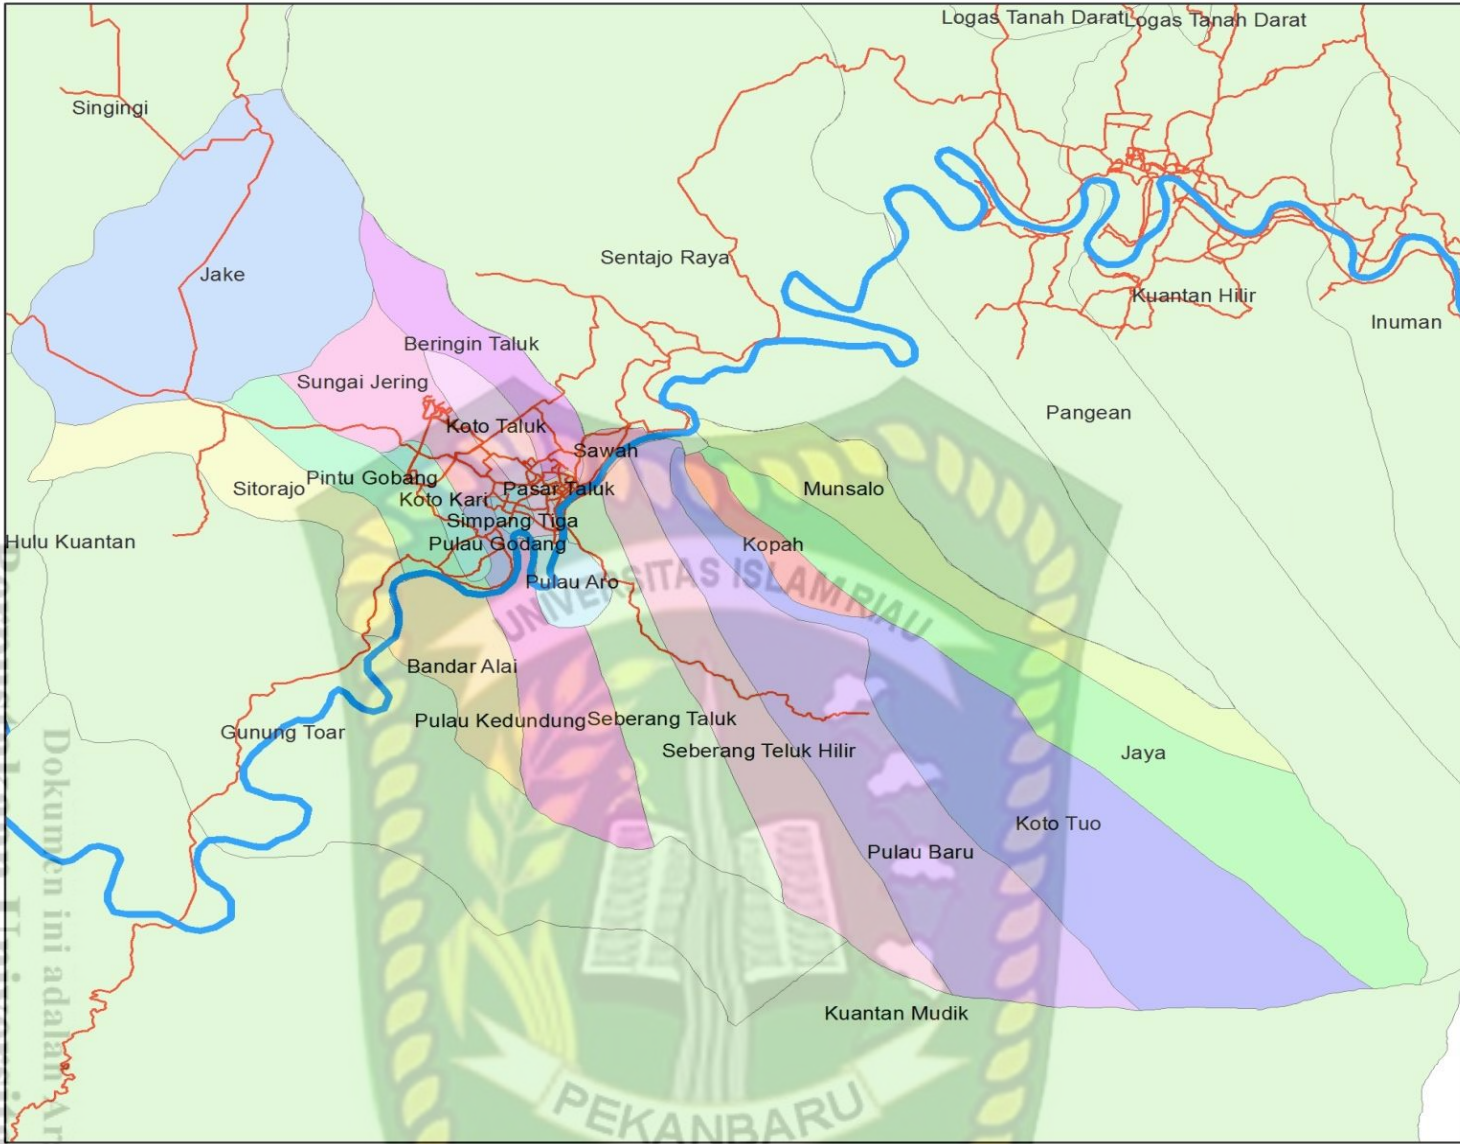 Logas Tanah Darat
Logas Tanah Darat
Singingi
Sentajo Raya
Jake
Kuantan Hilir
Inuman
Beringin Taluk
Sungai Jering
Pangean
Koto Taluk
Sawah
Pintu Gobang
Sitorajo
Koto Kari
Pasar Taluk
Munsalo
Simpang Tiga
Hulu Kuantan
Pulau Godang
Kopah
Pulau Aro
UNIVERSITAS ISLAM RIAU
Bandar Alai
Pulau Kedundung
Seberang Taluk
Gunung Toar
Seberang Teluk Hilir
Jaya
Koto Tuo
Pulau Baru
Kuantan Mudik
PEKANBARU
Dokumen ini adalah Ar